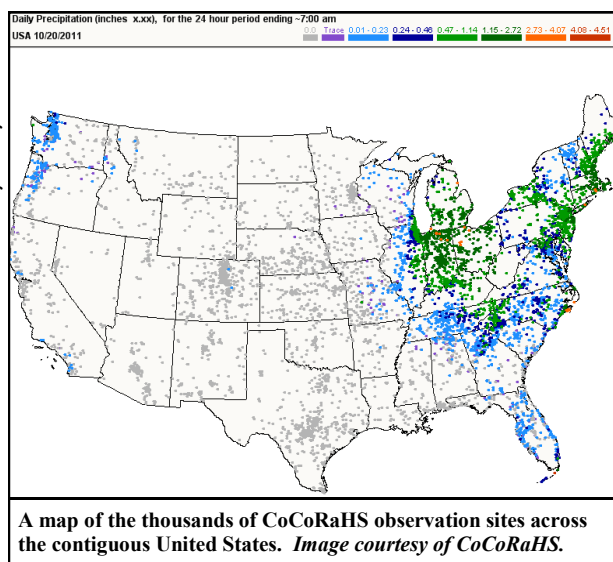 Daily Precipitation (inches x.xx), for the 24 hour period ending ~7:00 am
USA 10/20/2011
0.0 Trace 0.01 - 0.23 0.24 - 0.46 0.47 - 1.14 1.15 - 2.72 2.73 - 4.07 4.08 - 4.51
A map of the thousands of CoCoRaHS observation sites across
the contiguous United States. Image courtesy of CoCoRaHS.